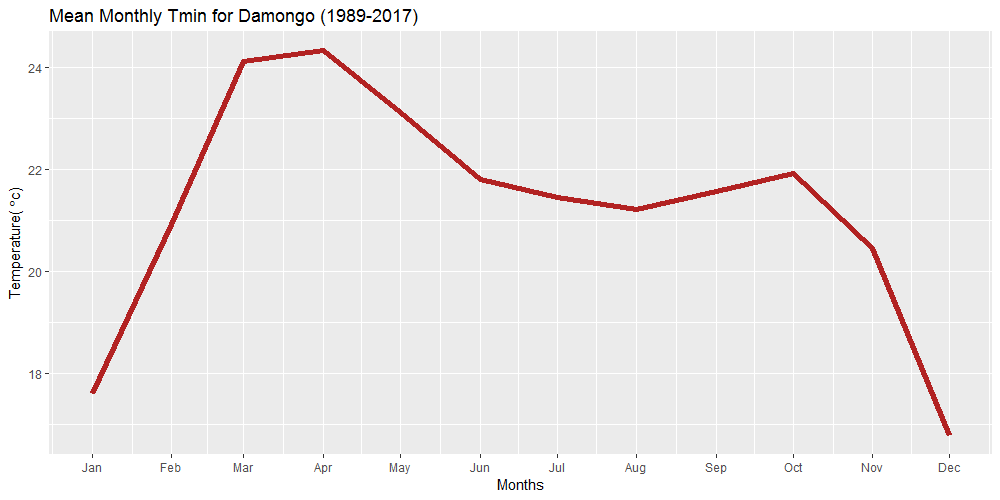 Mean Monthly Tmin for Damongo (1989-2017)
24
22
20
18
Temperature( °c)
Jan Feb Mar Apr May Jun Jul Aug Sep Oct Nov Dec
Months